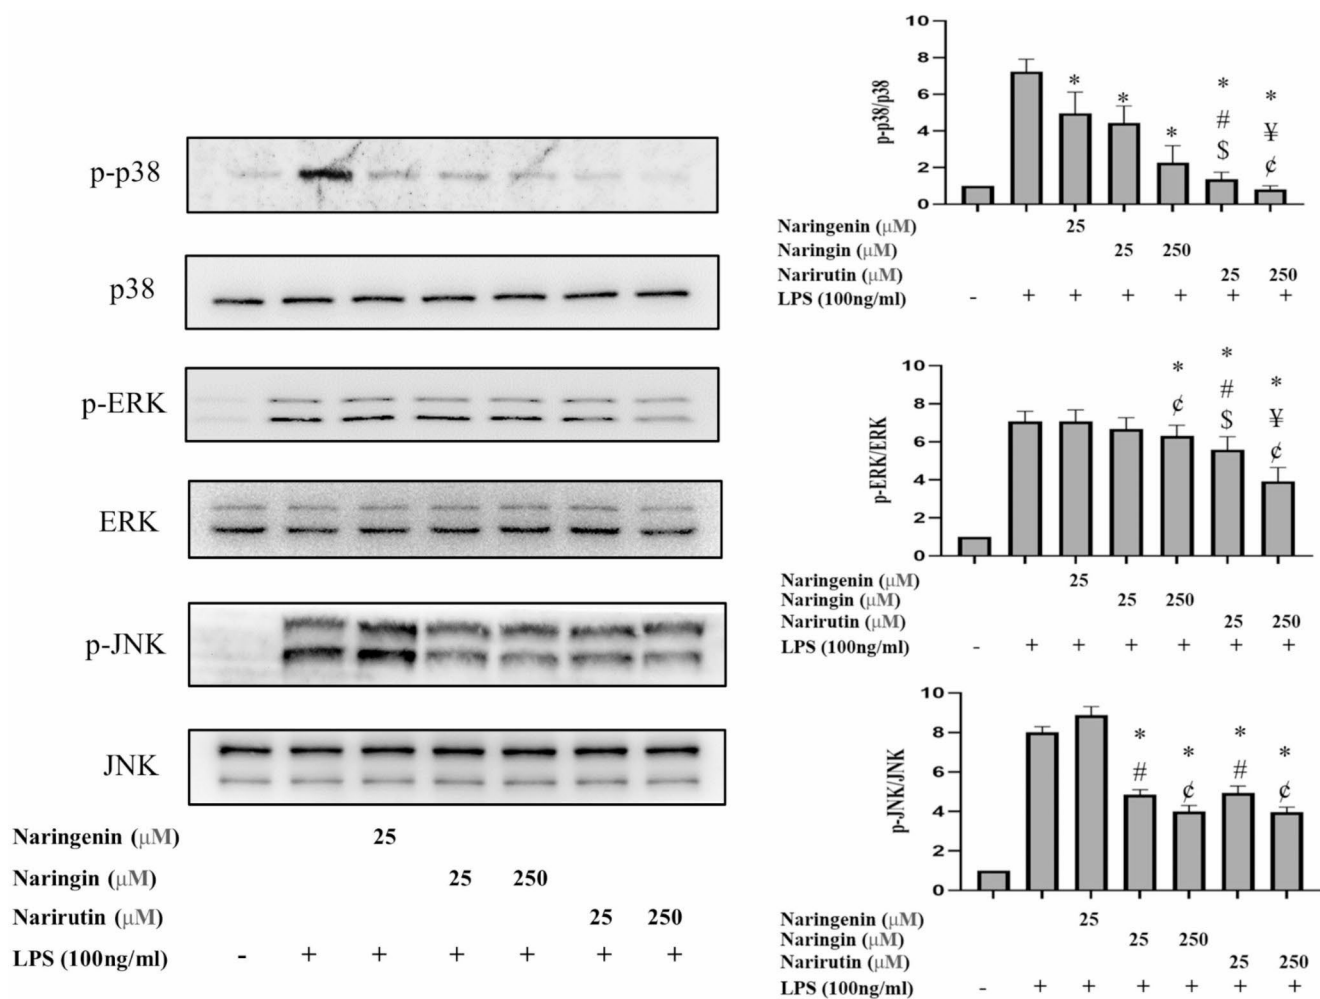 p-p38
p38
p-ERK
ERK
p-JNK
JNK
Naringenin (μM) 25
Naringin (μM) 25 250
Narirutin (μM) 25 250
LPS (100ng/ml) - + + + + + +
p-p38/p38
10
8
6
4
2
0
*
*
*
* # $
* ¥ ¢
Naringenin (μM) 25
Naringin (μM) 25 250
Narirutin (μM) 25 250
LPS (100ng/ml) - + + + + + +
p-ERK/ERK
10
8
6
4
2
0
* ¢
* # $
* ¥ ¢
Naringenin (μM) 25
Naringin (μM) 25 250
Narirutin (μM) 25 250
LPS (100ng/ml) - + + + + + +
p-JNK/JNK
10
8
6
4
2
0
* #
* ¢
* #
* ¢
Naringenin (μM) 25
Naringin (μM) 25 250
Narirutin (μM) 25 250
LPS (100ng/ml) - + + + + + +